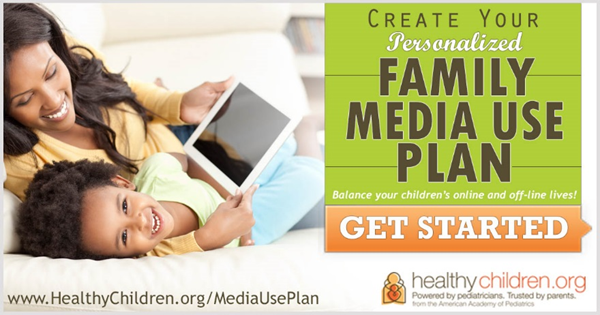 CREATE YOUR
Personalized
FAMILY
MEDIA USE
PLAN
Balance your children's online and off-line lives!
GET STARTED
healthychildren.org
Powered by pediatricians. Trusted by parents.
from the American Academy of Pediatrics
www.HealthyChildren.org/MediaUsePlan